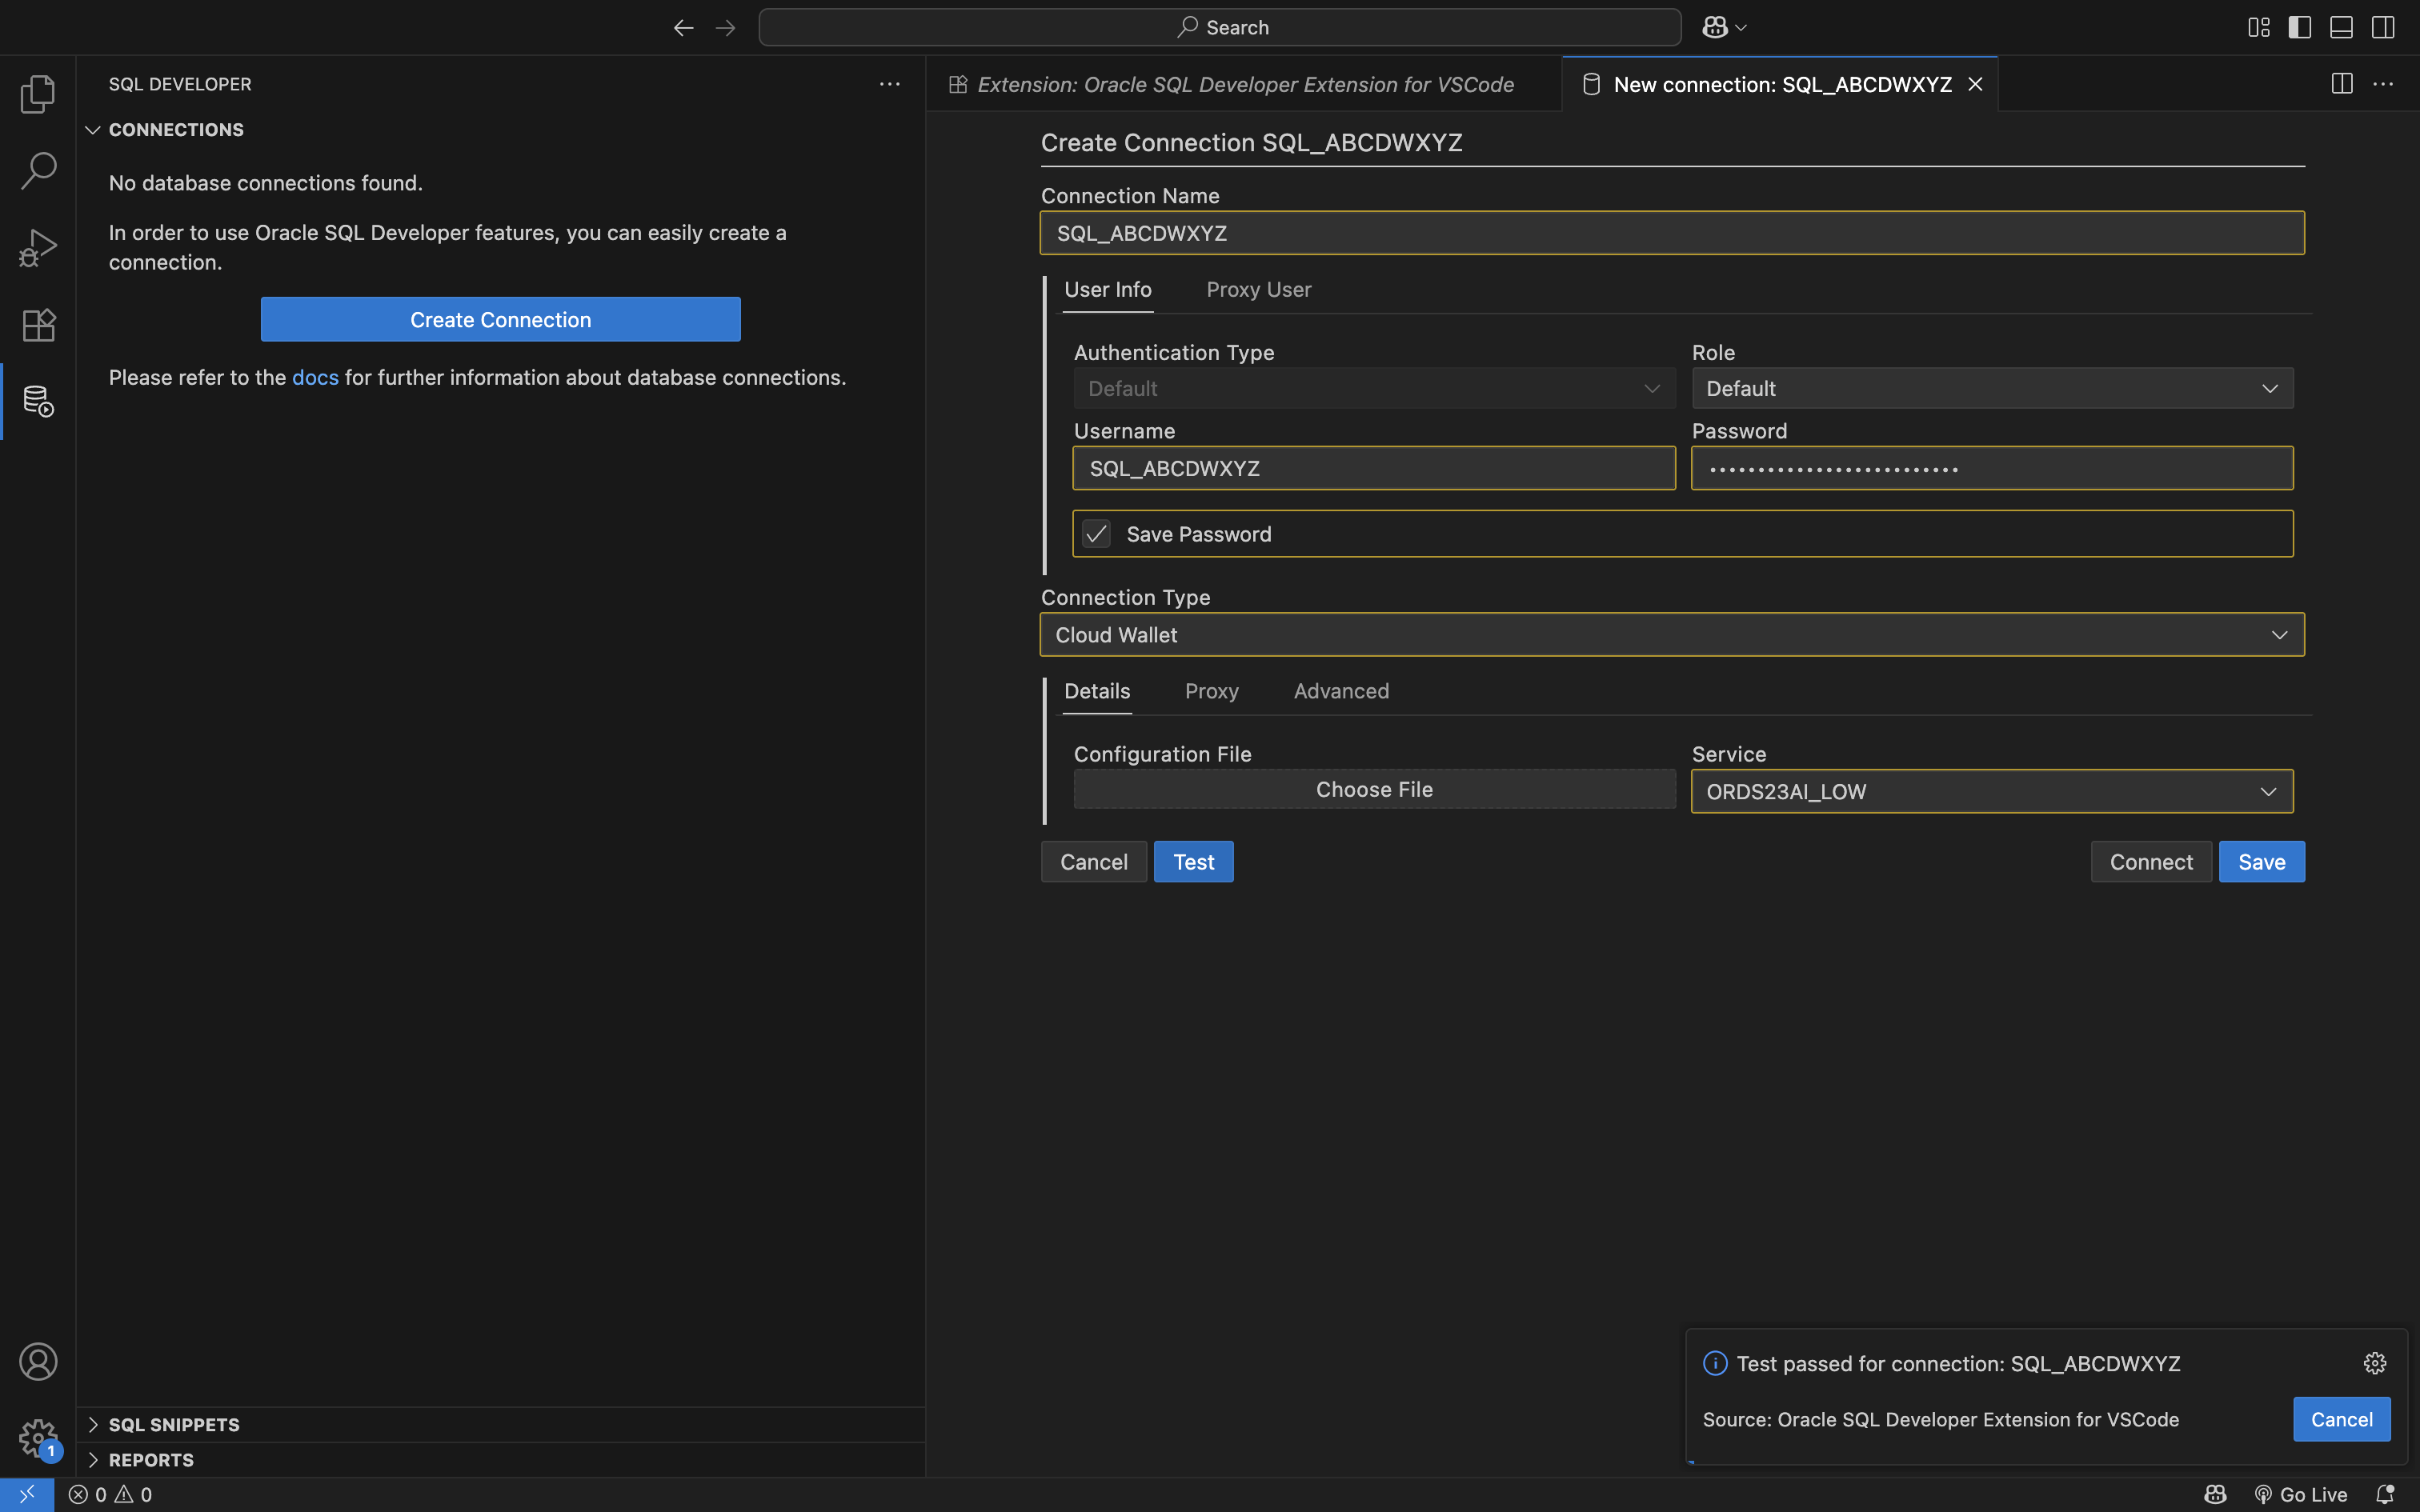 Search
SQL DEVELOPER
CONNECTIONS
No database connections found.
In order to use Oracle SQL Developer features, you can easily create a
connection.
Create Connection
Please refer to the docs for further information about database connections.
SQL SNIPPETS
REPORTS
Extension: Oracle SQL Developer Extension for VSCode
New connection: SQL_ABCDWXYZ
Create Connection SQL_ABCDWXYZ
Connection Name
SQL_ABCDWXYZ
User Info Proxy User
Authentication Type Role
Default Default
Username Password
SQL_ABCDWXYZ ••••••••••••••••••••••••••
Save Password
Connection Type
Cloud Wallet
Details Proxy Advanced
Configuration File Service
Choose File ORDS23AI_LOW
Cancel Test Connect Save
Test passed for connection: SQL_ABCDWXYZ
Source: Oracle SQL Developer Extension for VSCode Cancel
1
0 0 Go Live